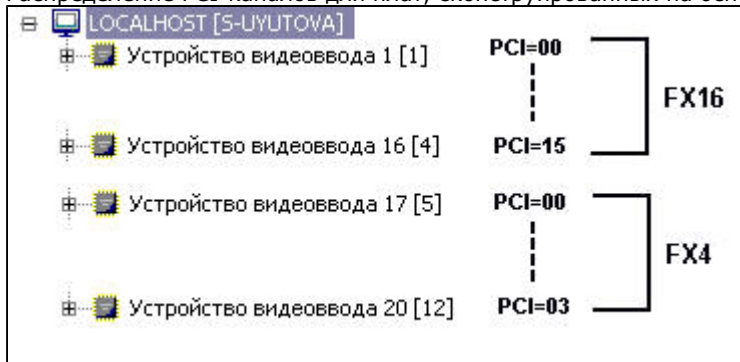 LOCALHOST [S-UYUTOVA]
Устройство видеоввода 1 [1] PCI=00
FX16
Устройство видеоввода 16 [4] PCI=15
Устройство видеоввода 17 [5] PCI=00
FX4
Устройство видеоввода 20 [12] PCI=03